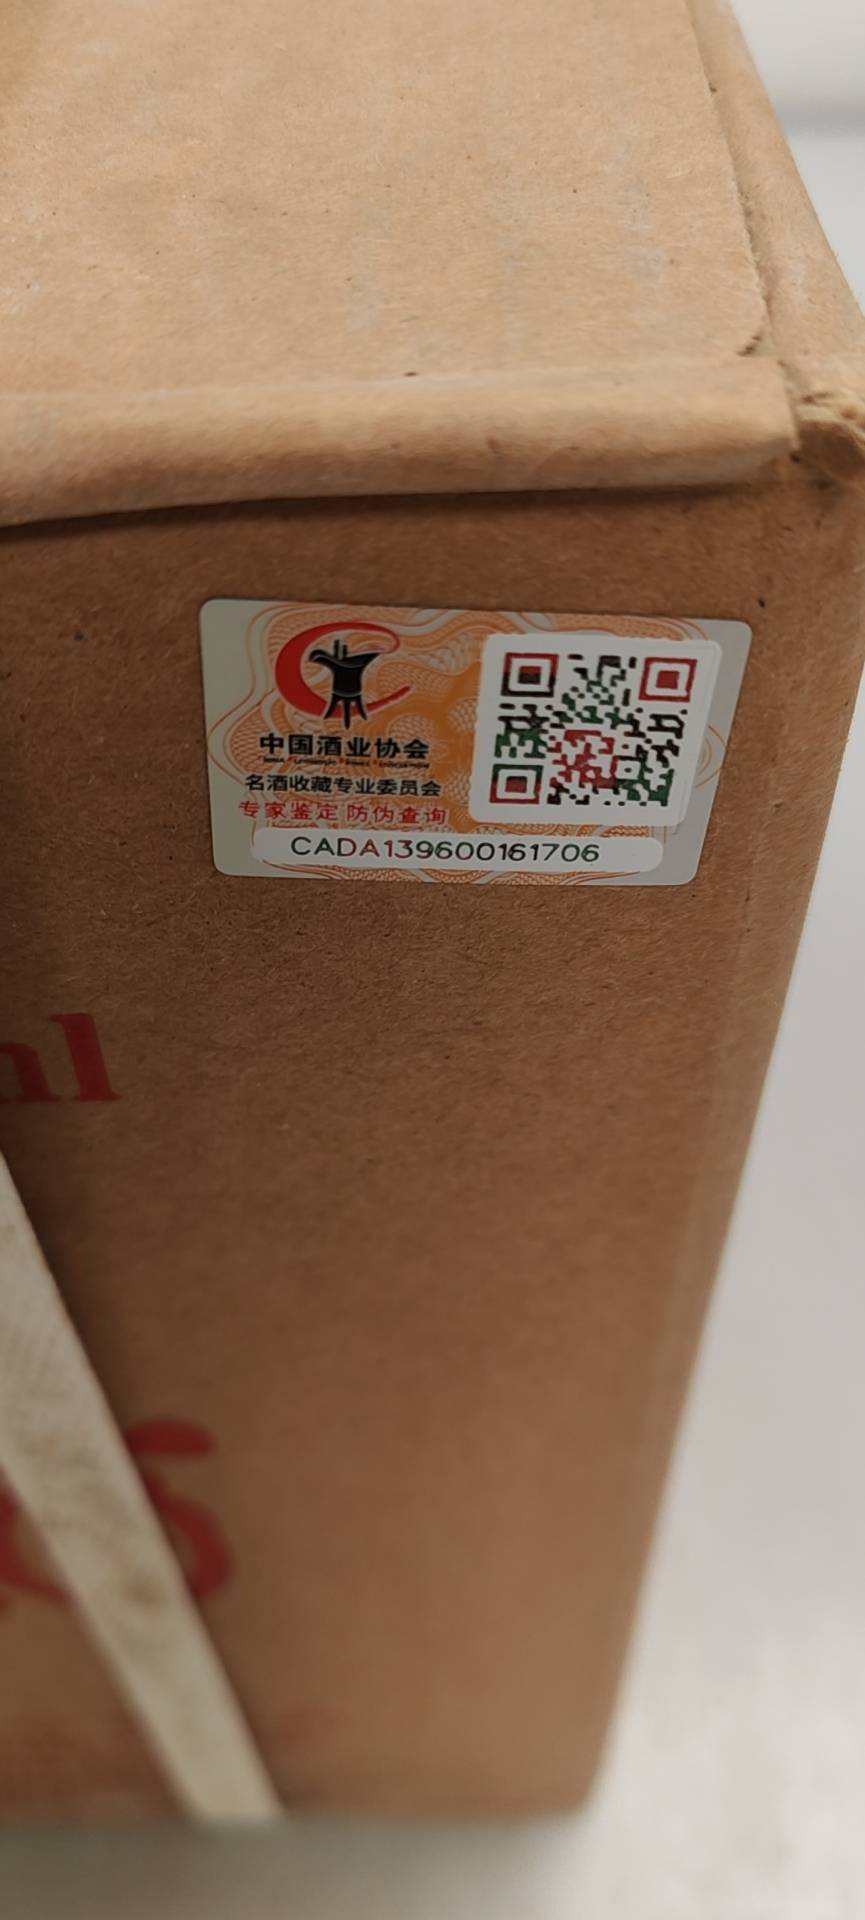 中国酒业协会
名酒收藏专业委员会
专家鉴定 防伪查询
CADA139600161706